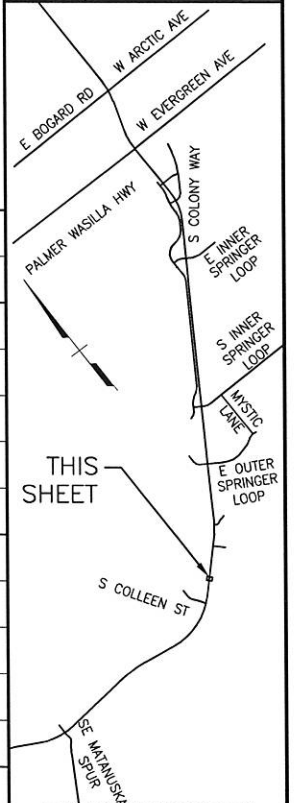 W ARCTIC AVE
E BOGARD RD
W EVERGREEN AVE
PALMER WASILLA HWY
S COLONY WAY
E INNER
SPRINGER
LOOP
S INNER
SPRINGER
LOOP
MYSTIC
LANE
THIS
SHEET
E OUTER
SPRINGER
LOOP
S COLLEEN ST
SE MATANUSKA
SPUR